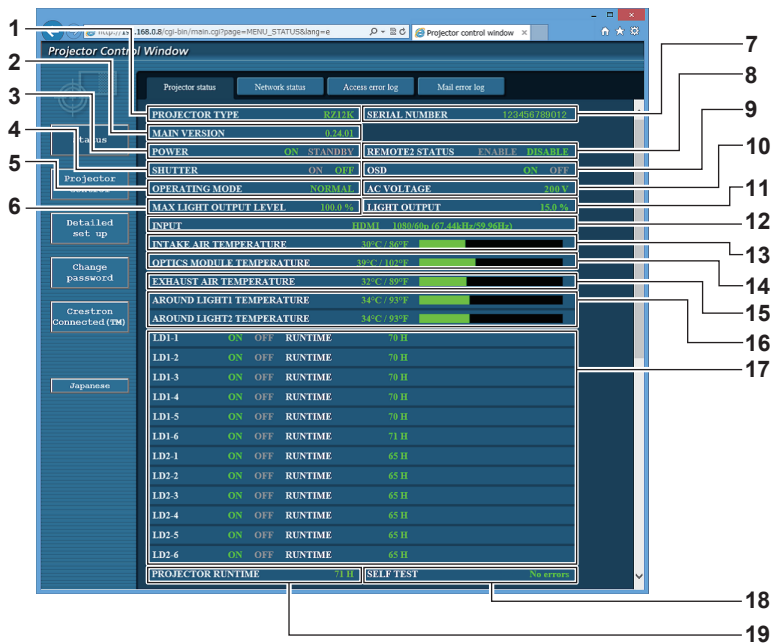 http://192.168.0.8/cgi-bin/main.cgi?page=MENU_STATUS&lang=e
Projector control window
Projector Control Window
Projector status Network status Access error log Mail error log
1
2
3
4
5
6
7
8
9
10
11
12
13
14
15
16
17
18
19
Status
Projector
control
Detailed
set up
Change
password
Crestron
Connected(TM)
Japanese
PROJECTOR TYPE RZ12K SERIAL NUMBER 123456789012
MAIN VERSION 0.24.01
POWER ON STANDBY REMOTE2 STATUS ENABLE DISABLE
SHUTTER ON OFF OSD ON OFF
OPERATING MODE NORMAL AC VOLTAGE 200 V
MAX LIGHT OUTPUT LEVEL 100.0 % LIGHT OUTPUT 15.0 %
INPUT HDMI 1080/60p (67.44kHz/59.96Hz)
INTAKE AIR TEMPERATURE 30°C / 86°F
OPTICS MODULE TEMPERATURE 39°C / 102°F
EXHAUST AIR TEMPERATURE 32°C / 89°F
AROUND LIGHT1 TEMPERATURE 34°C / 93°F
AROUND LIGHT2 TEMPERATURE 34°C / 93°F
LD1-1 ON OFF RUNTIME 70 H
LD1-2 ON OFF RUNTIME 70 H
LD1-3 ON OFF RUNTIME 70 H
LD1-4 ON OFF RUNTIME 70 H
LD1-5 ON OFF RUNTIME 70 H
LD1-6 ON OFF RUNTIME 71 H
LD2-1 ON OFF RUNTIME 65 H
LD2-2 ON OFF RUNTIME 65 H
LD2-3 ON OFF RUNTIME 65 H
LD2-4 ON OFF RUNTIME 65 H
LD2-5 ON OFF RUNTIME 65 H
LD2-6 ON OFF RUNTIME 65 H
PROJECTOR RUNTIME 71 H SELF TEST No errors